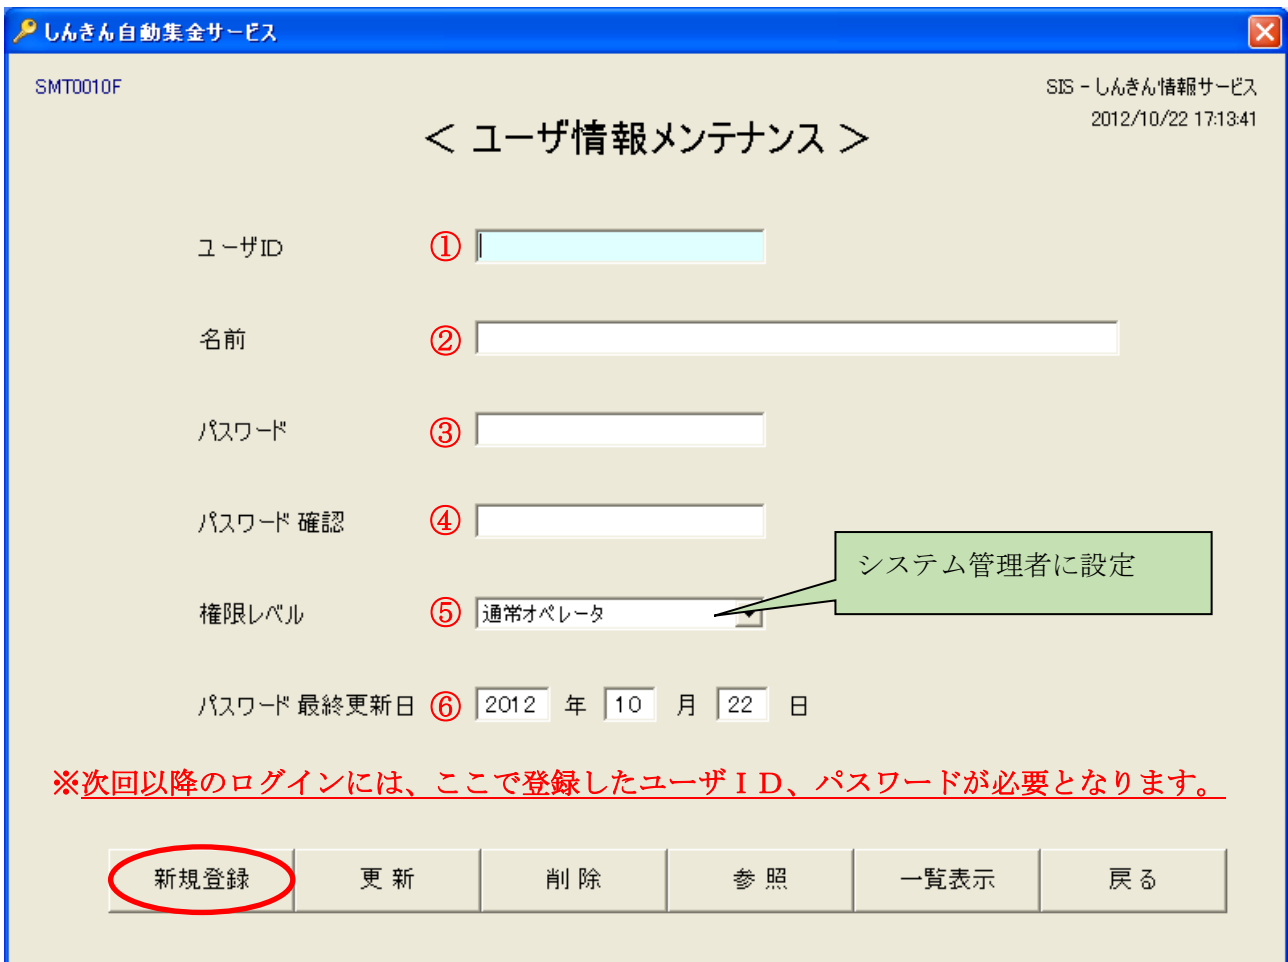 しんきん自動集金サービス
SMT0010F
SIS - しんきん情報サービス
2012/10/22 17:13:41
＜ ユーザ情報メンテナンス ＞
ユーザID ①
名前 ②
パスワード ③
パスワード 確認 ④
システム管理者に設定
権限レベル ⑤ 通常オペレータ
パスワード 最終更新日 ⑥ 2012 年 10 月 22 日
※次回以降のログインには、ここで登録したユーザＩＤ、パスワードが必要となります。
新規登録 更 新 削 除 参 照 一覧表示 戻 る